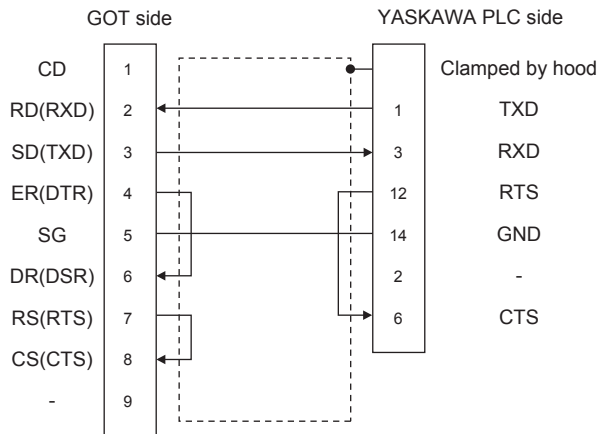 GOT side YASKAWA PLC side
CD 1 Clamped by hood
RD(RXD) 2 1 TXD
SD(TXD) 3 3 RXD
ER(DTR) 4 12 RTS
SG 5 14 GND
DR(DSR) 6 2 -
RS(RTS) 7 6 CTS
CS(CTS) 8
- 9